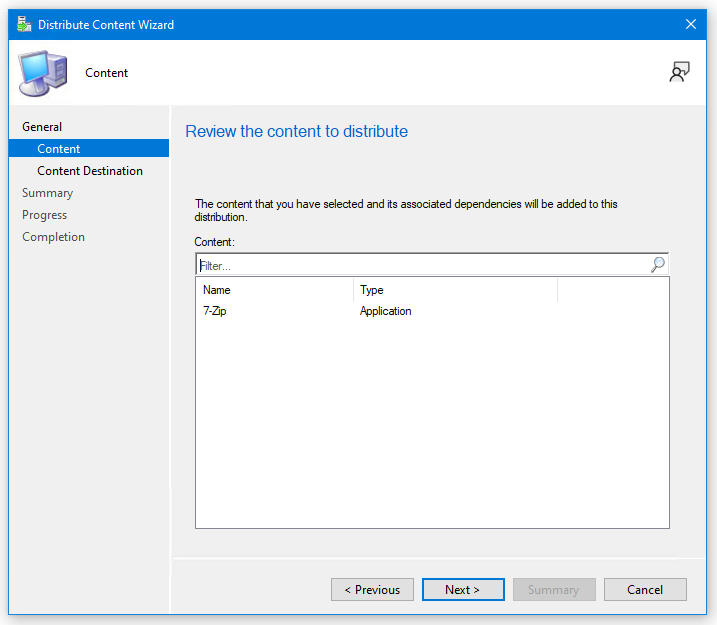 Distribute Content Wizard
Content
General
Content
Content Destination
Summary
Progress
Completion
Review the content to distribute
The content that you have selected and its associated dependencies will be added to this
distribution.
Content:
Filter...
Name Type
7-Zip Application
< Previous Next > Summary Cancel